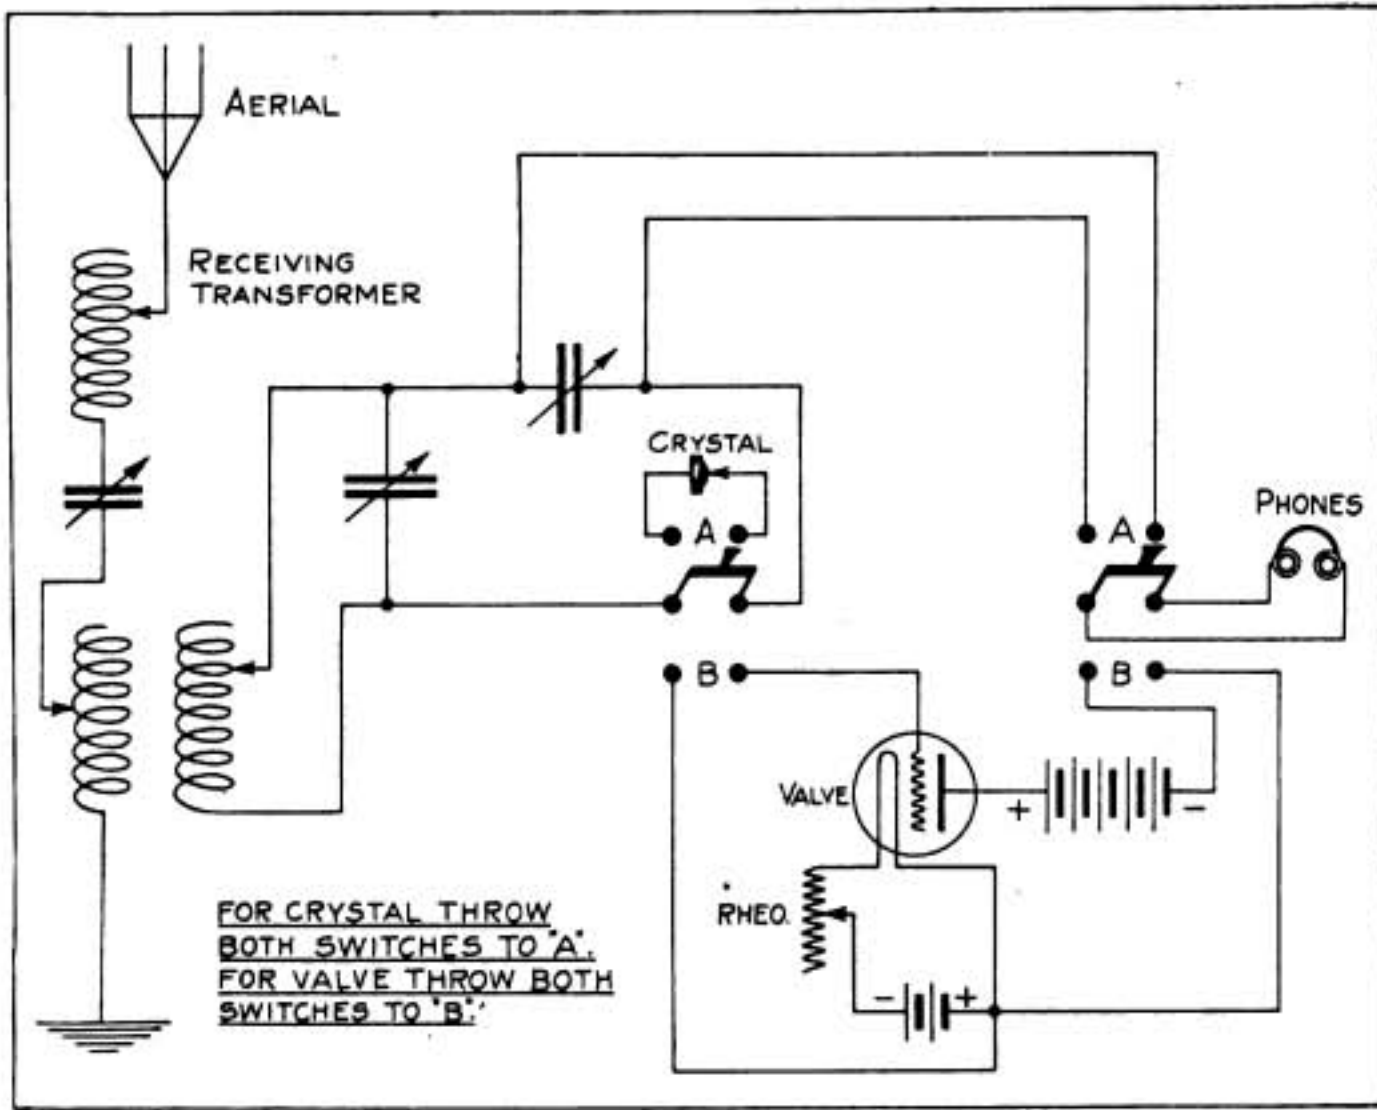 AERIAL
RECEIVING
TRANSFORMER
CRYSTAL
A
A
PHONES
B
B
VALVE
+
-
RHEO.
-
+
FOR CRYSTAL THROW
BOTH SWITCHES TO "A".
FOR VALVE THROW BOTH
SWITCHES TO "B".